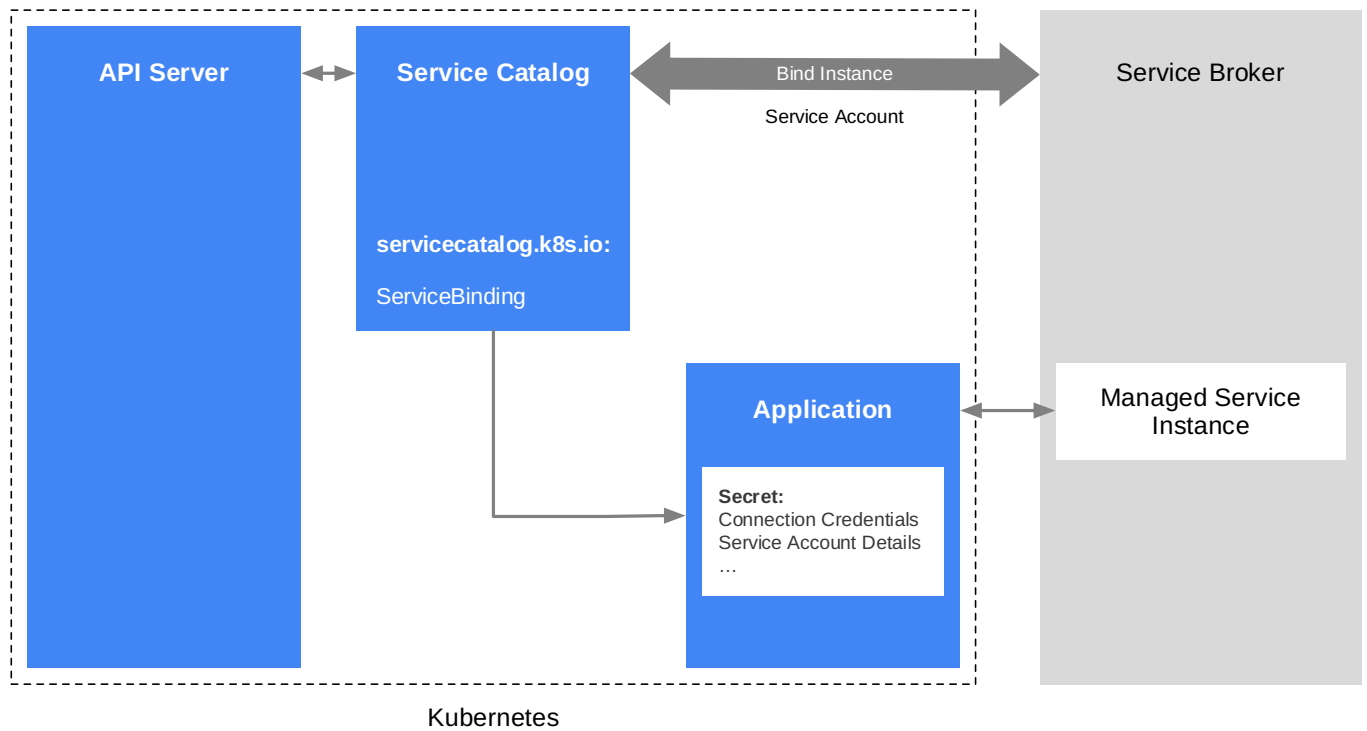 API Server
Service Catalog
Bind Instance
Service Broker
Service Account
servicecatalog.k8s.io:
ServiceBinding
Application
Managed Service
Instance
Secret:
Connection Credentials
Service Account Details
…
Kubernetes